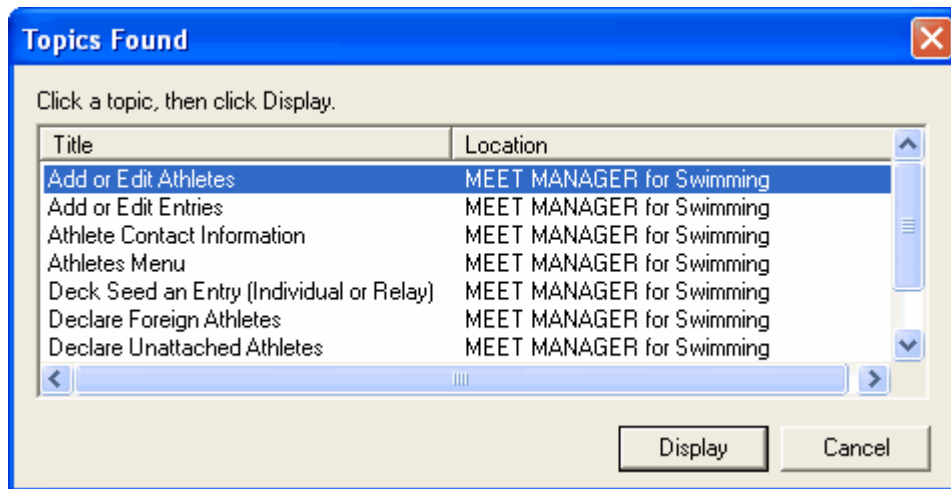 Topics Found
Click a topic, then click Display.
Title Location
Add or Edit Athletes MEET MANAGER for Swimming
Add or Edit Entries MEET MANAGER for Swimming
Athlete Contact Information MEET MANAGER for Swimming
Athletes Menu MEET MANAGER for Swimming
Deck Seed an Entry (Individual or Relay) MEET MANAGER for Swimming
Declare Foreign Athletes MEET MANAGER for Swimming
Declare Unattached Athletes MEET MANAGER for Swimming
Display Cancel